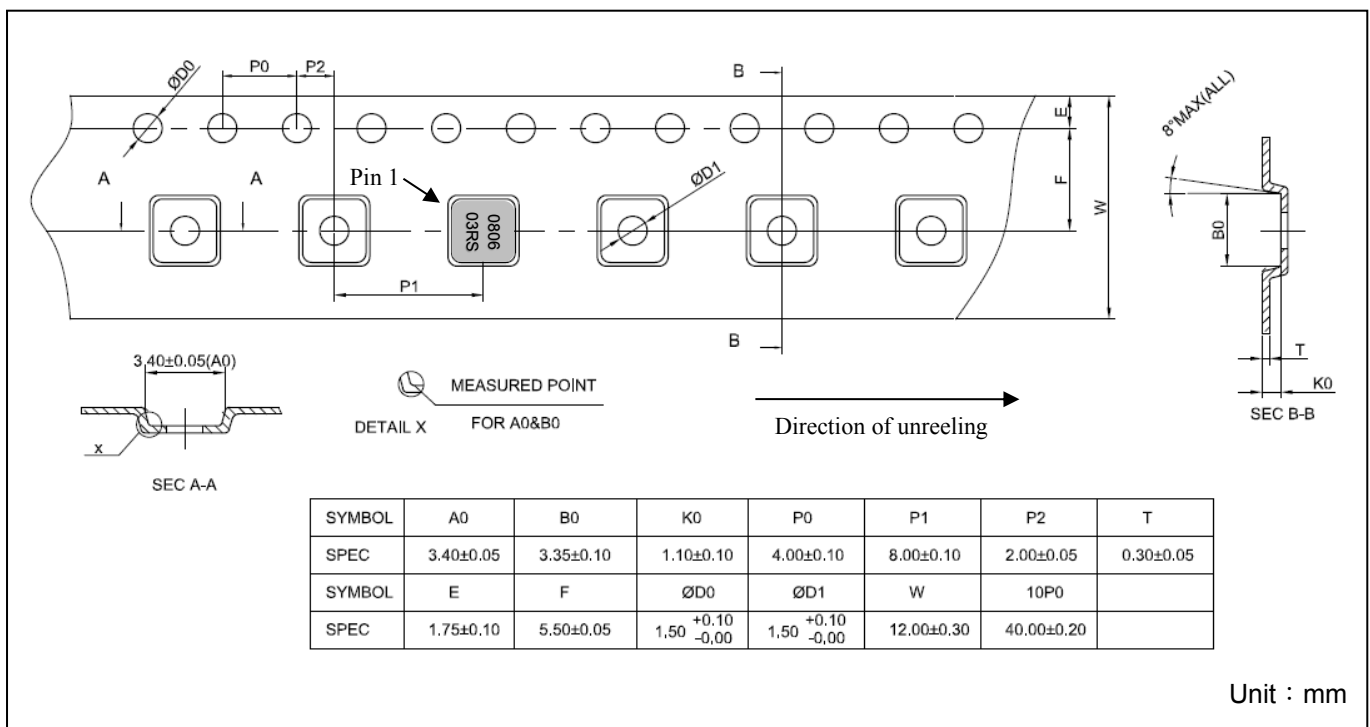 ØD0
P0
P2
B
8°MAX(ALL)
E
A
A
Pin 1
ØD1
F
W
B0
0806
03RS
P1
B
T
K0
SEC B-B
3.40±0.05(A0)
MEASURED POINT
DETAIL X
FOR A0&B0
Direction of unreeling
x
SEC A-A
SYMBOL A0 B0 K0 P0 P1 P2 T
SPEC 3.40±0.05 3.35±0.10 1.10±0.10 4.00±0.10 8.00±0.10 2.00±0.05 0.30±0.05
SYMBOL E F ØD0 ØD1 W 10P0
SPEC 1.75±0.10 5.50±0.05 1,50 +0.10 -0,00 1,50 +0.10 -0,00 12.00±0.30 40.00±0.20
Unit：mm